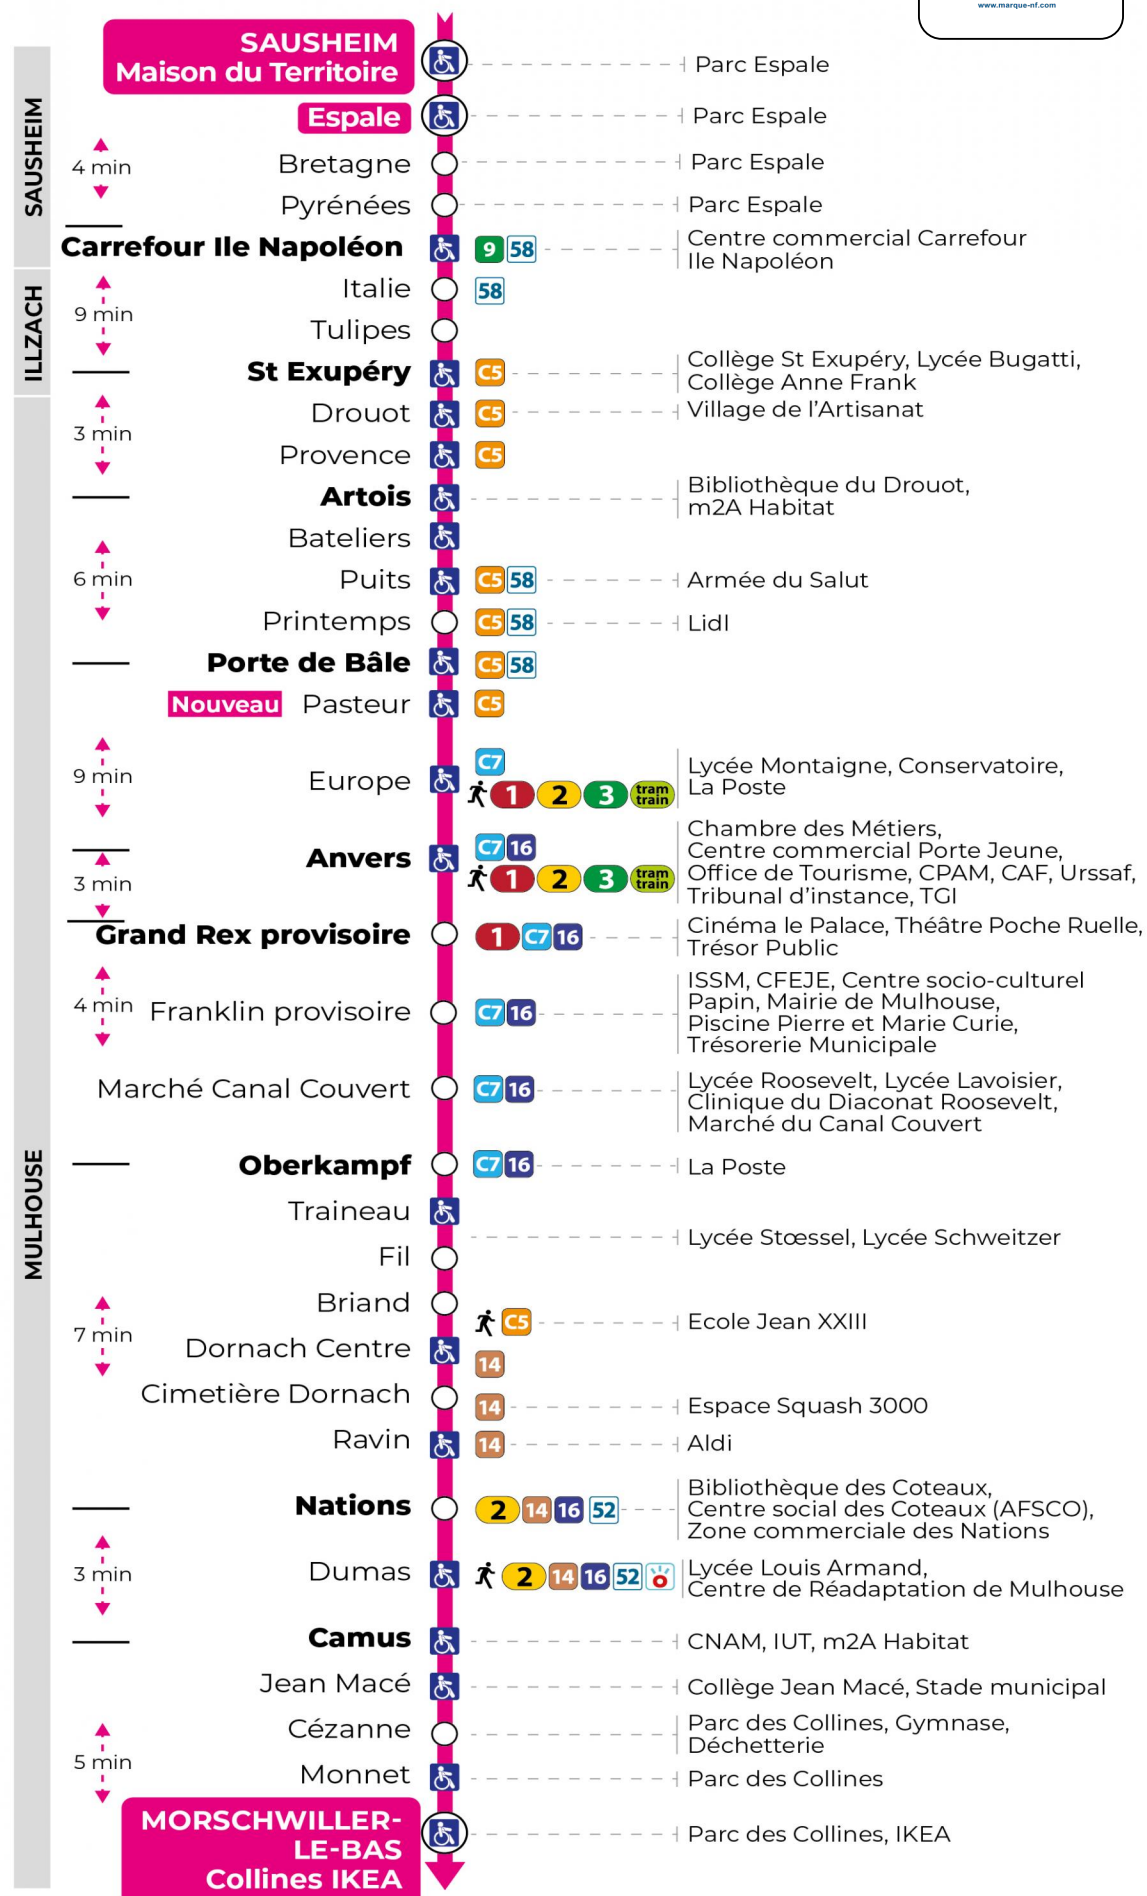 www.marque-nf.com
SAUSHEIM
Maison du Territoire
Parc Espale
Espale
Parc Espale
SAUSHEIM
4 min
Bretagne
Parc Espale
Pyrénées
Parc Espale
Carrefour Ile Napoléon
9 58
Centre commercial Carrefour
Ile Napoléon
ILLZACH
9 min
Italie
58
Tulipes
St Exupéry
C5
Collège St Exupéry, Lycée Bugatti,
Collège Anne Frank
MULHOUSE
3 min
Drouot
C5
Village de l'Artisanat
Provence
C5
Artois
Bibliothèque du Drouot,
m2A Habitat
6 min
Bateliers
Puits
C5 58
Armée du Salut
Printemps
C5 58
Lidl
Porte de Bâle
C5 58
Nouveau
Pasteur
C5
9 min
Europe
C7
1 2 3 tram
train
Lycée Montaigne, Conservatoire,
La Poste
Anvers
C7 16
1 2 3 tram
train
Chambre des Métiers,
Centre commercial Porte Jeune,
Office de Tourisme, CPAM, CAF, Urssaf,
Tribunal d'instance, TGI
3 min
Grand Rex provisoire
1 C7 16
Cinéma le Palace, Théâtre Poche Ruelle,
Trésor Public
4 min
Franklin provisoire
C7 16
ISSM, CFEJE, Centre socio-culturel
Papin, Mairie de Mulhouse,
Piscine Pierre et Marie Curie,
Trésorerie Municipale
Marché Canal Couvert
C7 16
Lycée Roosevelt, Lycée Lavoisier,
Clinique du Diaconat Roosevelt,
Marché du Canal Couvert
Oberkampf
C7 16
La Poste
Traineau
Lycée Stœssel, Lycée Schweitzer
Fil
7 min
Briand
C5
Ecole Jean XXIII
Dornach Centre
14
Cimetière Dornach
14
Espace Squash 3000
Ravin
14
Aldi
Nations
2 14 16 52
Bibliothèque des Coteaux,
Centre social des Coteaux (AFSCO),
Zone commerciale des Nations
3 min
Dumas
2 14 16 52
Lycée Louis Armand,
Centre de Réadaptation de Mulhouse
Camus
CNAM, IUT, m2A Habitat
5 min
Jean Macé
Collège Jean Macé, Stade municipal
Cézanne
Parc des Collines, Gymnase,
Déchetterie
Monnet
Parc des Collines
MORSCHWILLER-
LE-BAS
Collines IKEA
Parc des Collines, IKEA